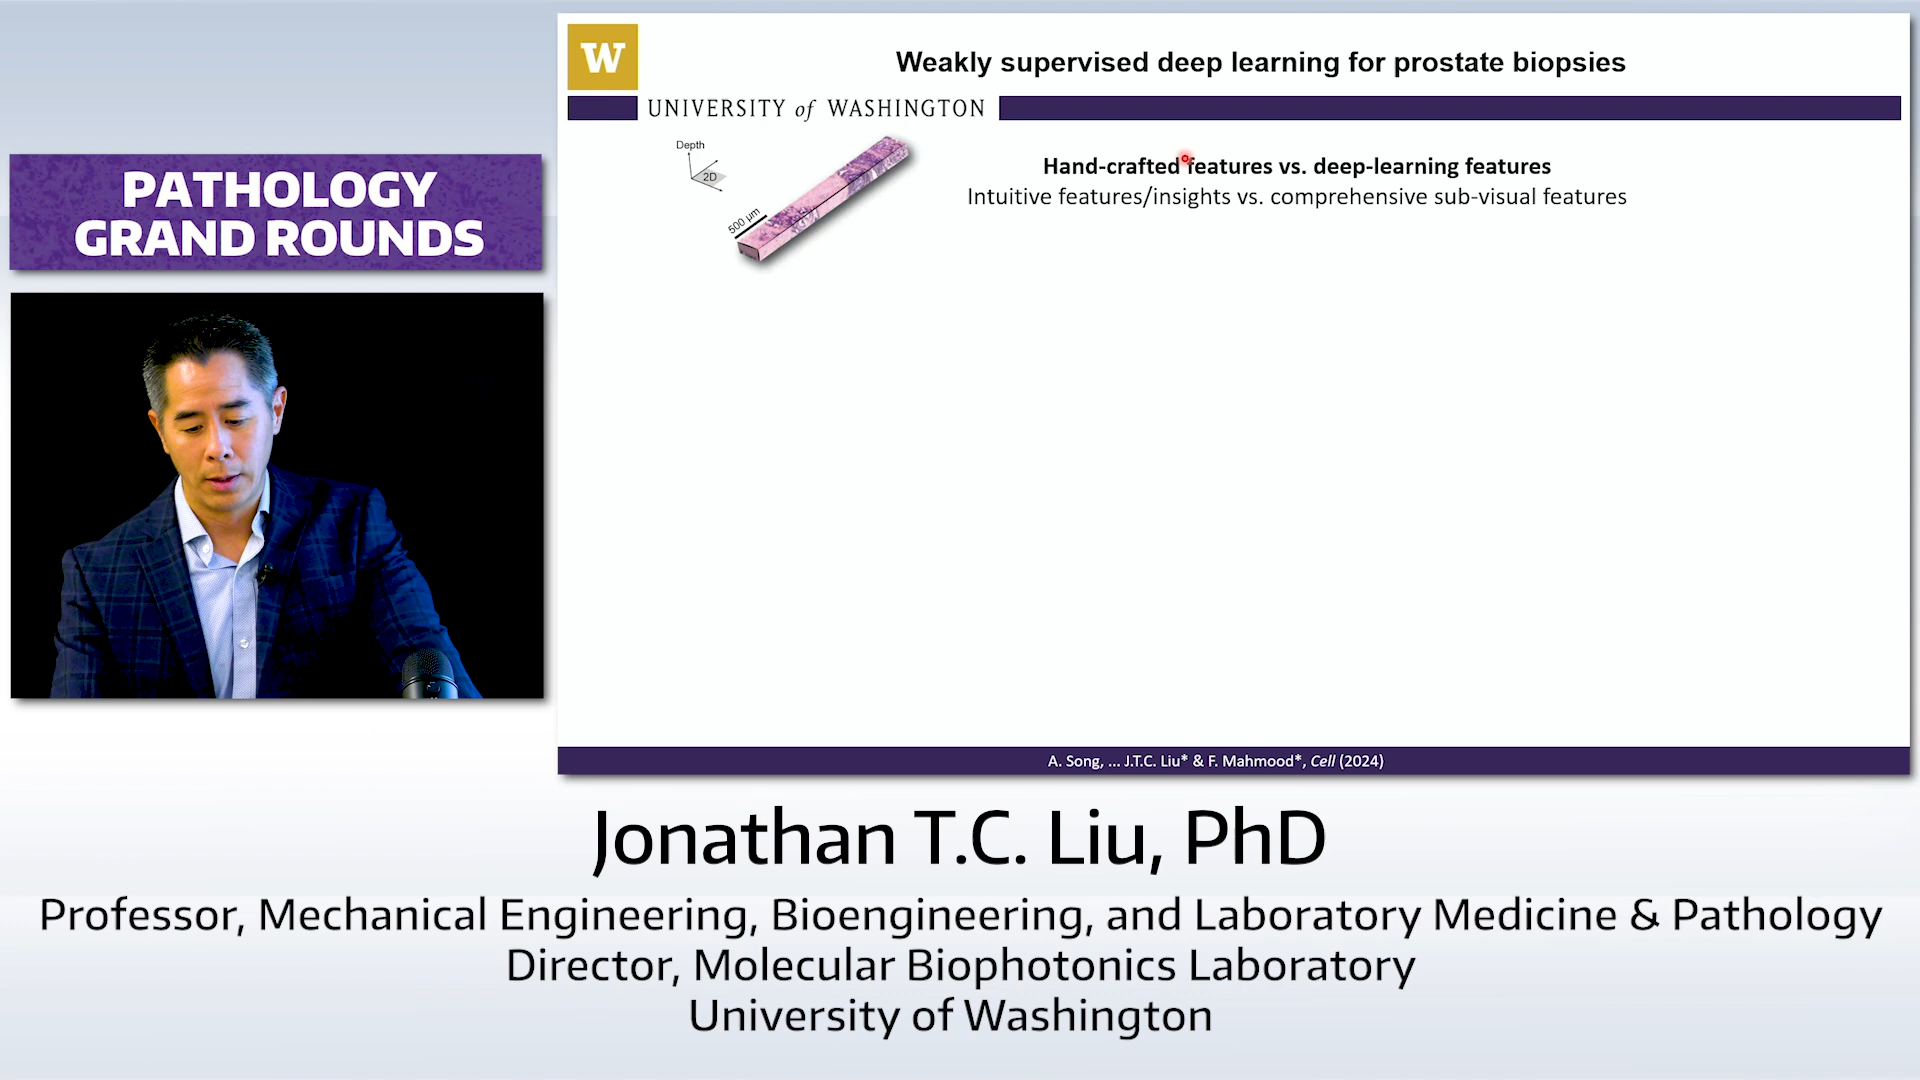 PATHOLOGY
GRAND ROUNDS
W
Weakly supervised deep learning for prostate biopsies
UNIVERSITY of WASHINGTON
Depth
2D
500 µm
Hand-crafted features vs. deep-learning features
Intuitive features/insights vs. comprehensive sub-visual features
A. Song, ... J.T.C. Liu* & F. Mahmood*, Cell (2024)
Jonathan T.C. Liu, PhD
Professor, Mechanical Engineering, Bioengineering, and Laboratory Medicine & Pathology
Director, Molecular Biophotonics Laboratory
University of Washington